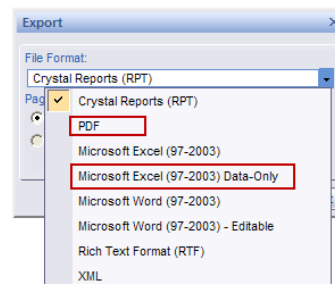 Export
File Format:
Crystal Reports (RPT)
Pag
Crystal Reports (RPT)
PDF
Microsoft Excel (97-2003)
Microsoft Excel (97-2003) Data-Only
Microsoft Word (97-2003)
Microsoft Word (97-2003) - Editable
Rich Text Format (RTF)
XML